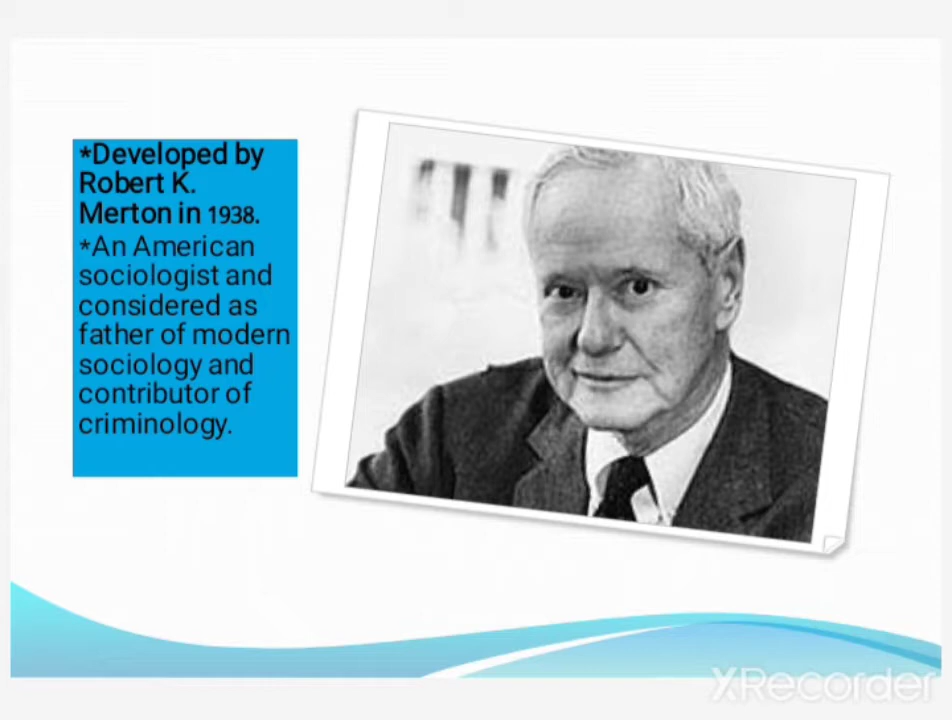 *Developed by
Robert K.
Merton in 1938.
*An American
sociologist and
considered as
father of modern
sociology and
contributor of
criminology.
XRecorder